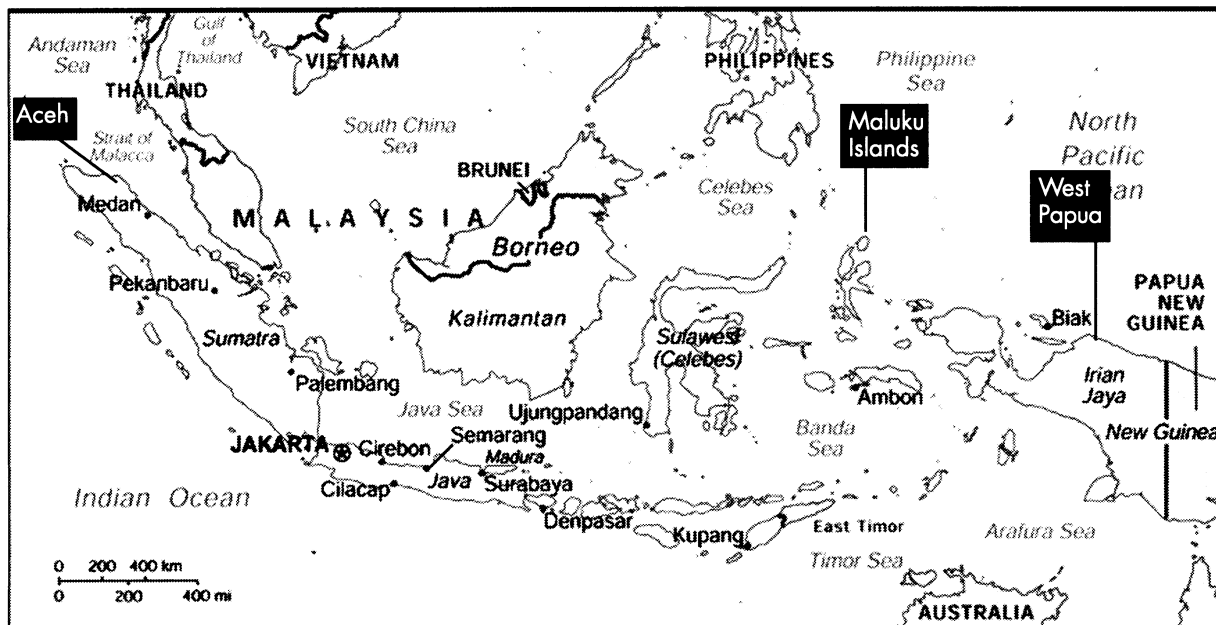 Andaman
Sea
Gulf
of
Thailand
VIETNAM
PHILIPPINES
Philippine
Sea
THAILAND
Aceh
Strait of
Malacca
South China
Sea
Maluku
Islands
North
Pacific
West
Papua
BRUNEI
Celebes
Sea
Medan
MALAYSIA
Borneo
Pekanbaru
PAPUA
NEW
GUINEA
Biak
Kalimantan
Sumatra
Sulawesi
(Celebes)
Palembang
Irian
Jaya
Ambon
Java Sea
Ujungpandang
Semarang
Banda
Sea
New Guinea
JAKARTA
Cirebon
Madura
Java
Surabaya
Cilacap
Indian Ocean
Denpasar
Kupang
East Timor
Arafura Sea
Timor Sea
0 200 400 km
0 200 400 mi
AUSTRALIA